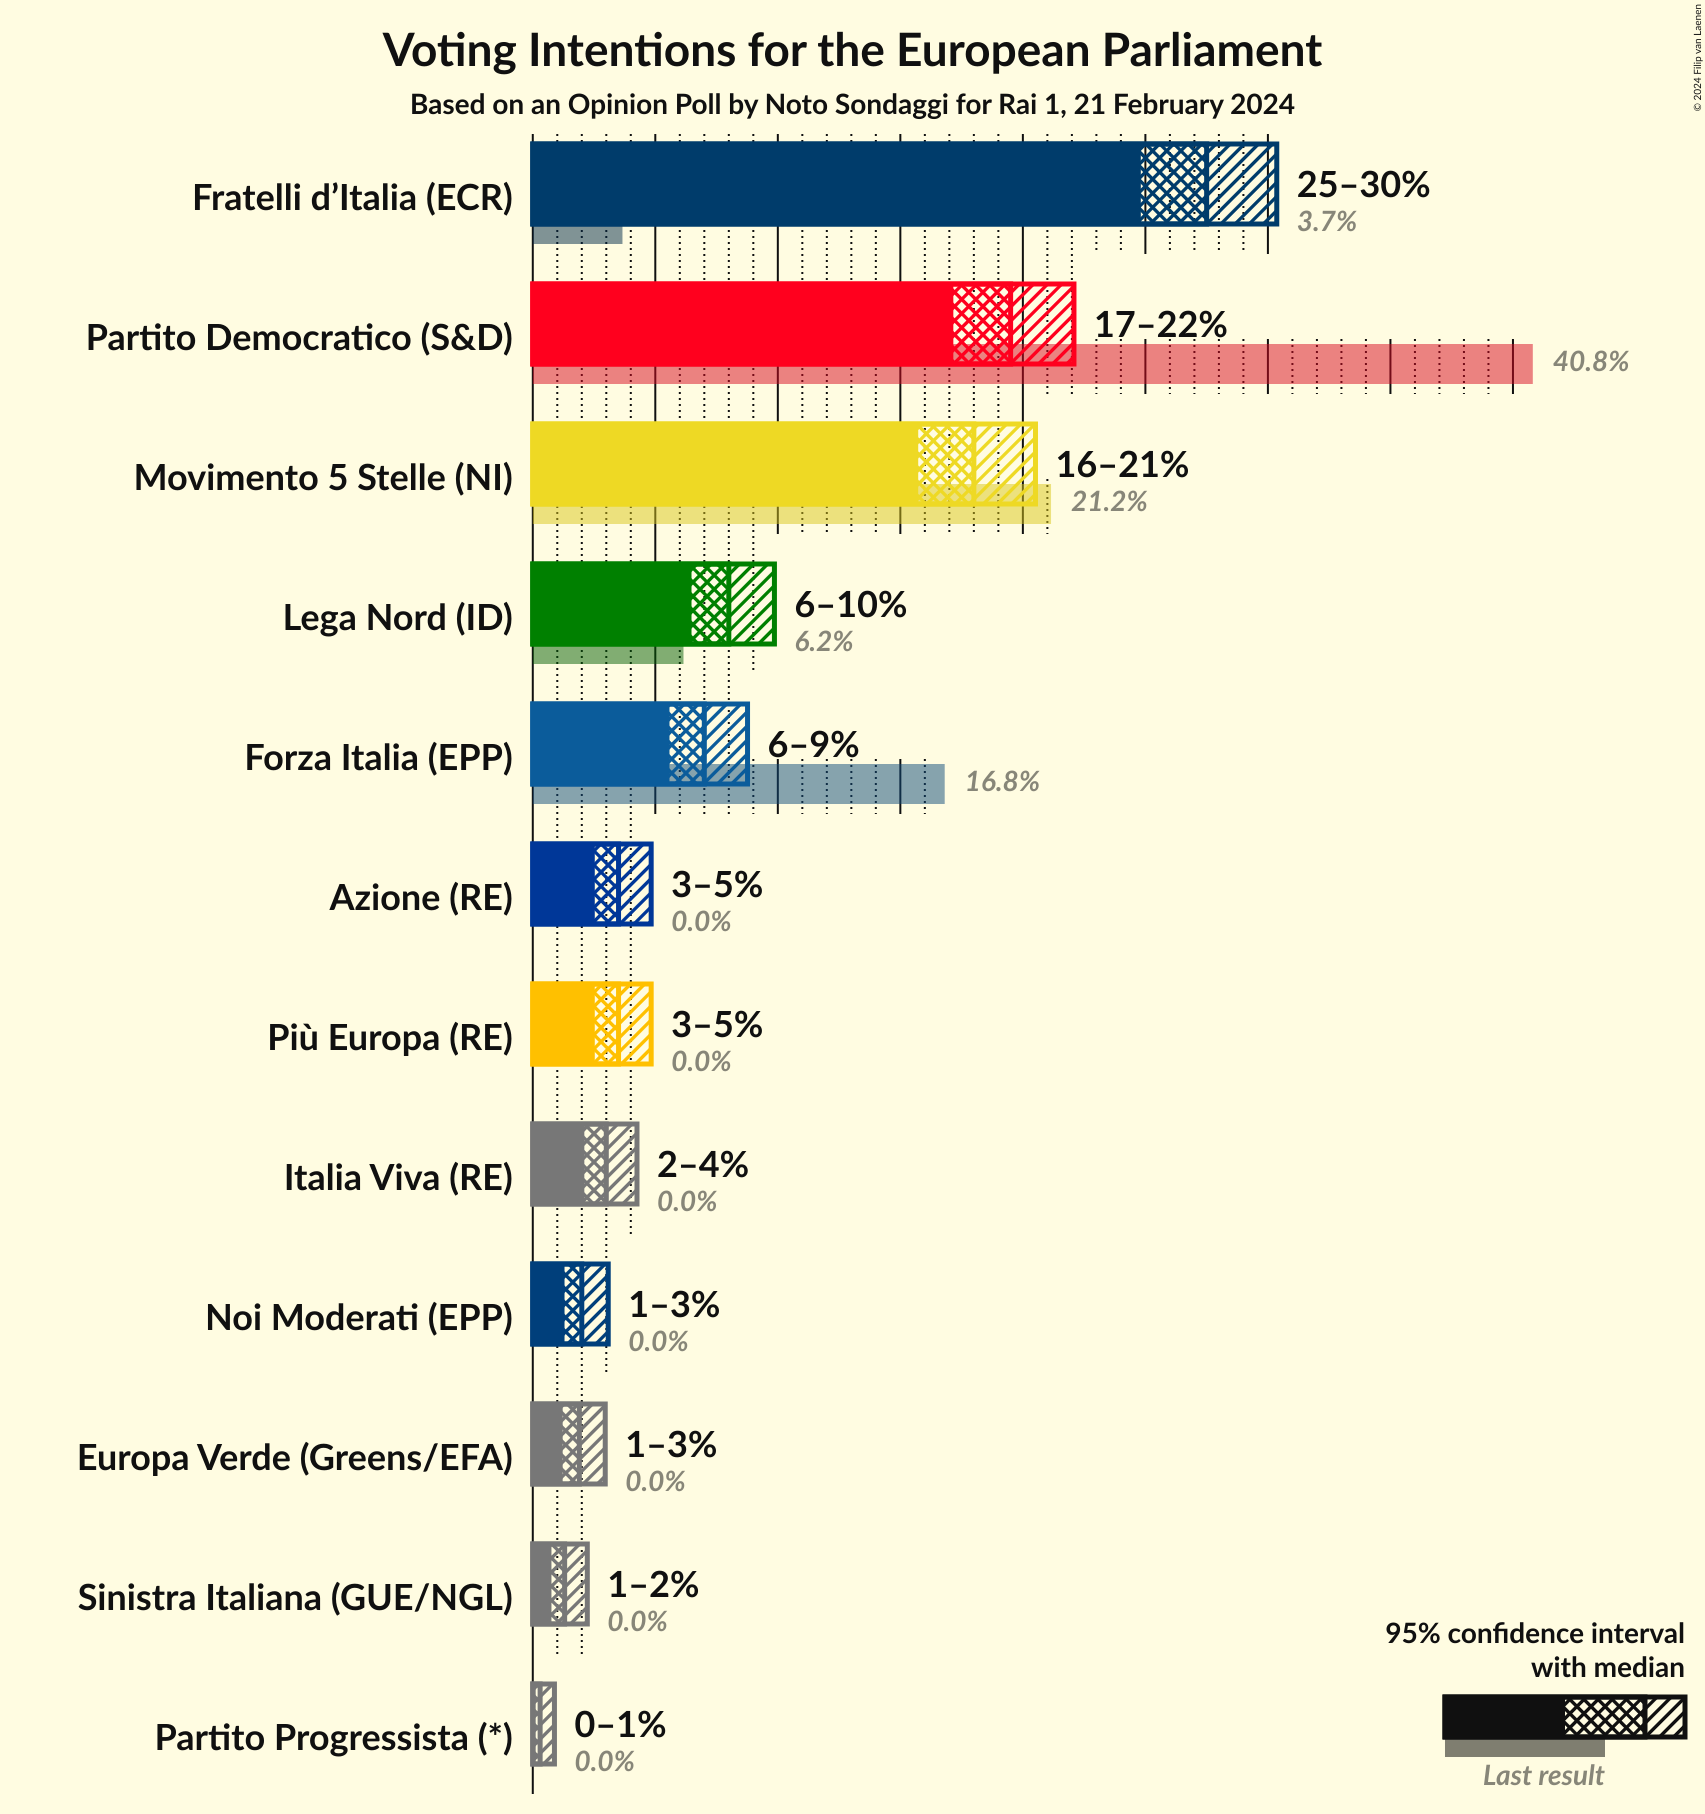 Voting Intentions for the European Parliament
Based on an Opinion Poll by Noto Sondaggi for Rai 1, 21 February 2024
© 2024 Filip van Laenen
Fratelli d’Italia (ECR)
25–30%
3.7%
Partito Democratico (S&D)
17–22%
40.8%
Movimento 5 Stelle (NI)
16–21%
21.2%
Lega Nord (ID)
6–10%
6.2%
Forza Italia (EPP)
6–9%
16.8%
Azione (RE)
3–5%
0.0%
Più Europa (RE)
3–5%
0.0%
Italia Viva (RE)
2–4%
0.0%
Noi Moderati (EPP)
1–3%
0.0%
Europa Verde (Greens/EFA)
1–3%
0.0%
Sinistra Italiana (GUE/NGL)
1–2%
0.0%
Partito Progressista (*)
0–1%
0.0%
95% confidence interval
with median
Last result